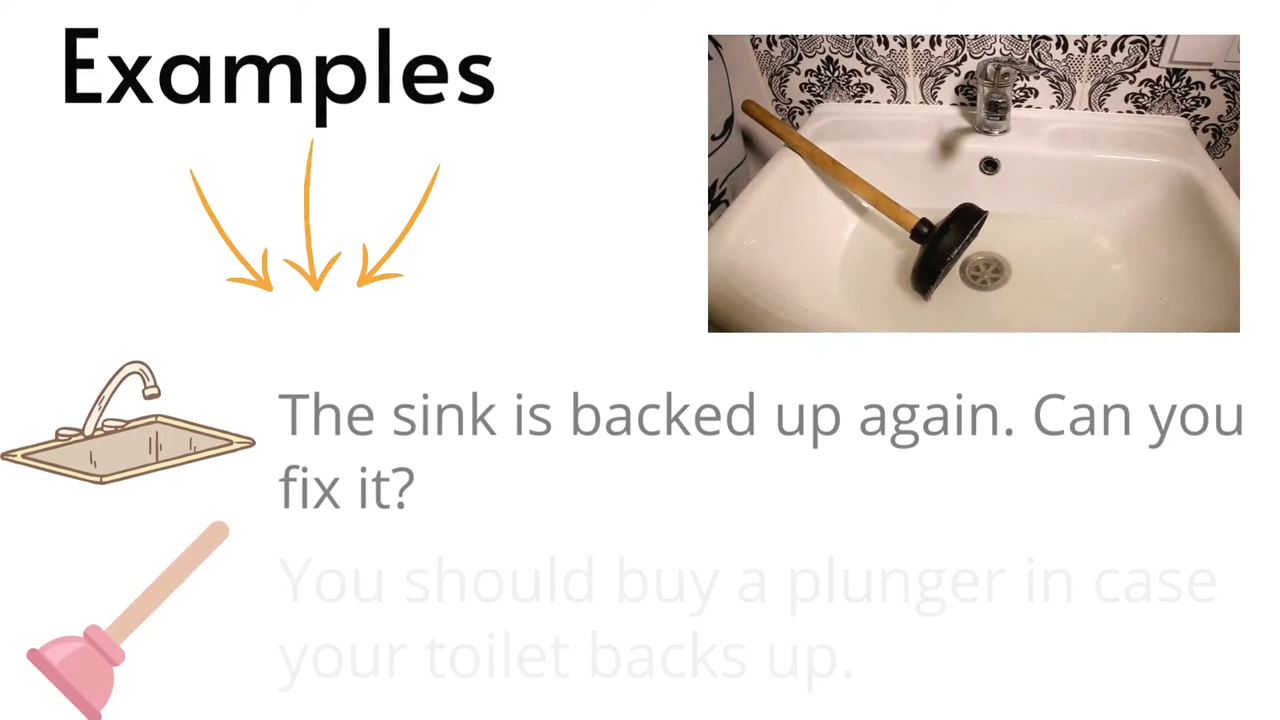 Examples
The sink is backed up again. Can you
fix it?
You should buy a plunger in case
your toilet backs up.